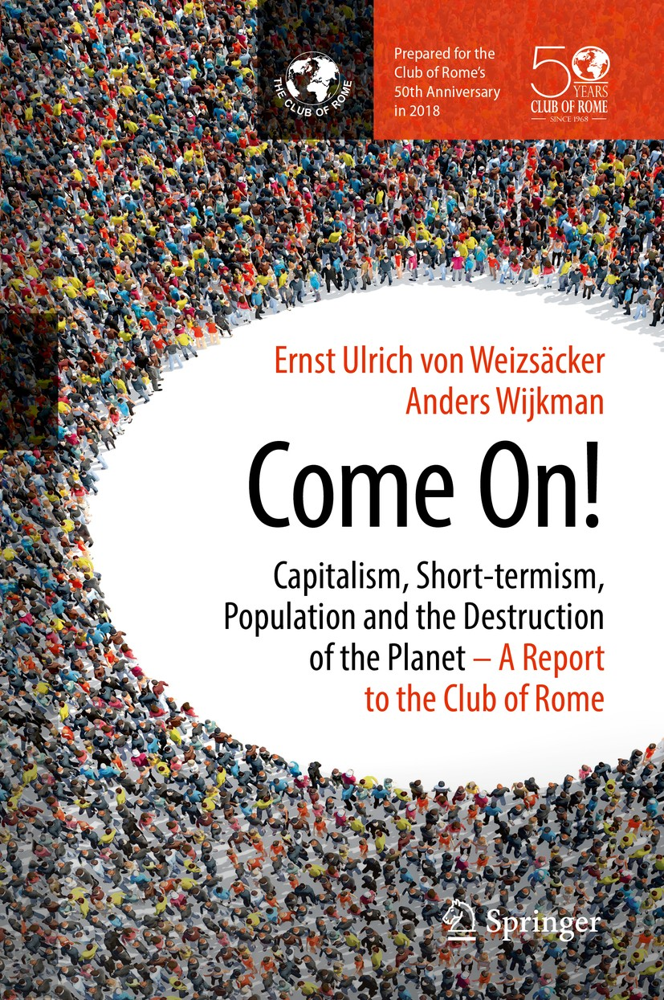 THE CLUB OF ROME
Prepared for the
Club of Rome's
50th Anniversary
in 2018
50
YEARS
CLUB OF ROME
SINCE 1968
Ernst Ulrich von Weizsäcker
Anders Wijkman
Come On!
Capitalism, Short-termism,
Population and the Destruction
of the Planet – A Report
to the Club of Rome
Springer